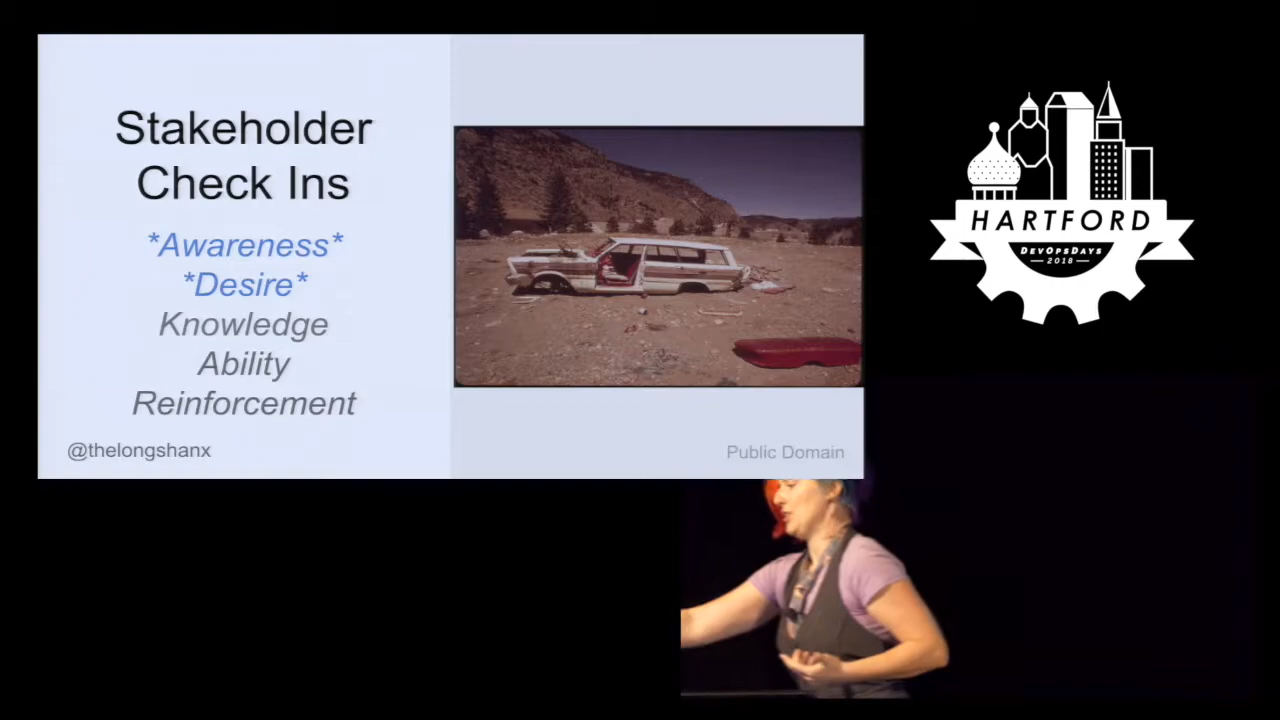 Stakeholder
Check Ins
*Awareness*
*Desire*
Knowledge
Ability
Reinforcement
@thelongshanx
Public Domain
HARTFORD
DEVOPSDAYS
2018